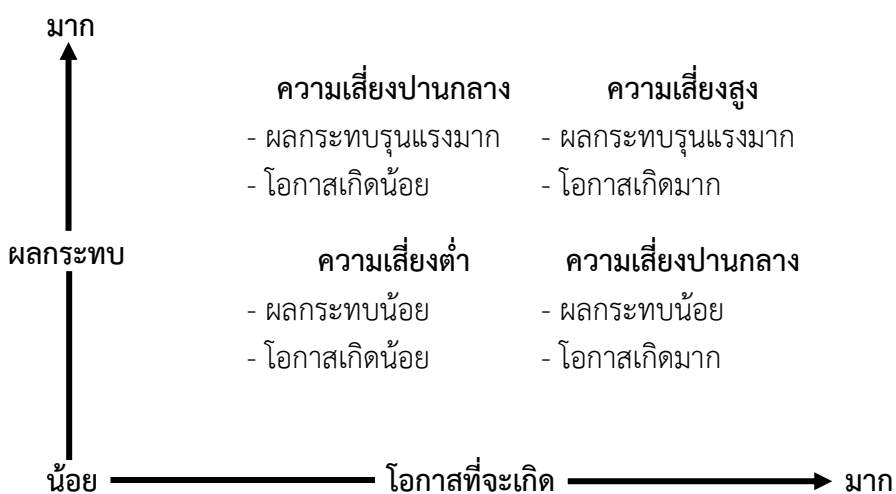 มาก
ความเสี่ยงปานกลาง
- ผลกระทบรุนแรงมาก
- โอกาสเกิดน้อย
ความเสี่ยงสูง
- ผลกระทบรุนแรงมาก
- โอกาสเกิดมาก
ผลกระทบ
ความเสี่ยงต่ำ
- ผลกระทบน้อย
- โอกาสเกิดน้อย
ความเสี่ยงปานกลาง
- ผลกระทบน้อย
- โอกาสเกิดมาก
น้อย
โอกาสที่จะเกิด
มาก